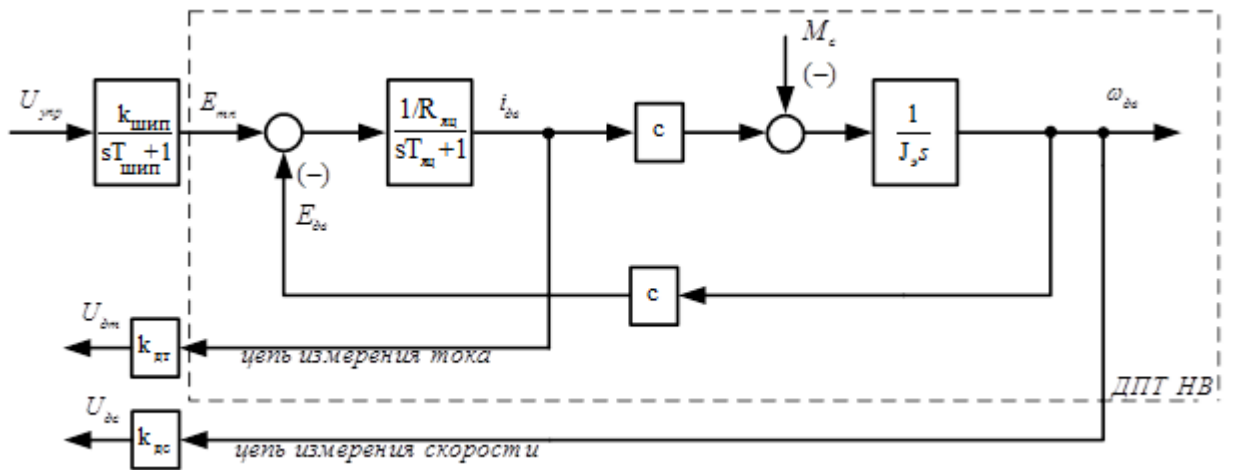 M_c
(−)
U_упр
k_шип
sT_шип+1
E_тп
1/R_яц
sT_яц+1
i_дв
с
1
J_э s
ω_дв
(−)
E_дв
с
U_дт
k_дт
цепь измерения тока
ДПТ НВ
U_дс
k_дс
цепь измерения скорости